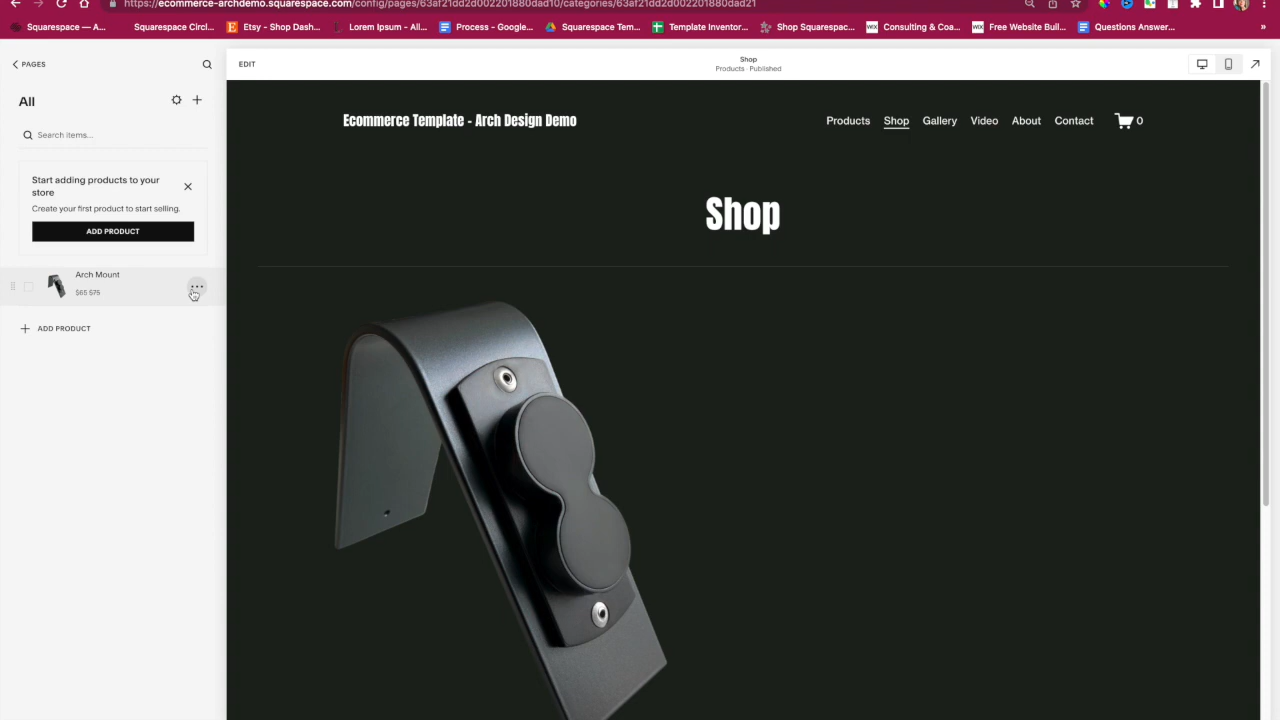 https://ecommerce-archdemo.squarespace.com/config/pages/63af21dd2d002201880dad10/categories/63af21dd2d002201880dad21
Squarespace — A... Squarespace Circl... Etsy - Shop Dash... Lorem Ipsum - All... Process – Google... Squarespace Tem... Template Inventor... Shop Squarespac... Consulting & Coa... Free Website Buil... Questions Answer...
PAGES
EDIT
Shop
Products · Published
All
Search items...
Start adding products to your
store
Create your first product to start selling.
ADD PRODUCT
Arch Mount
$65 $75
ADD PRODUCT
Ecommerce Template - Arch Design Demo
Products Shop Gallery Video About Contact 0
Shop